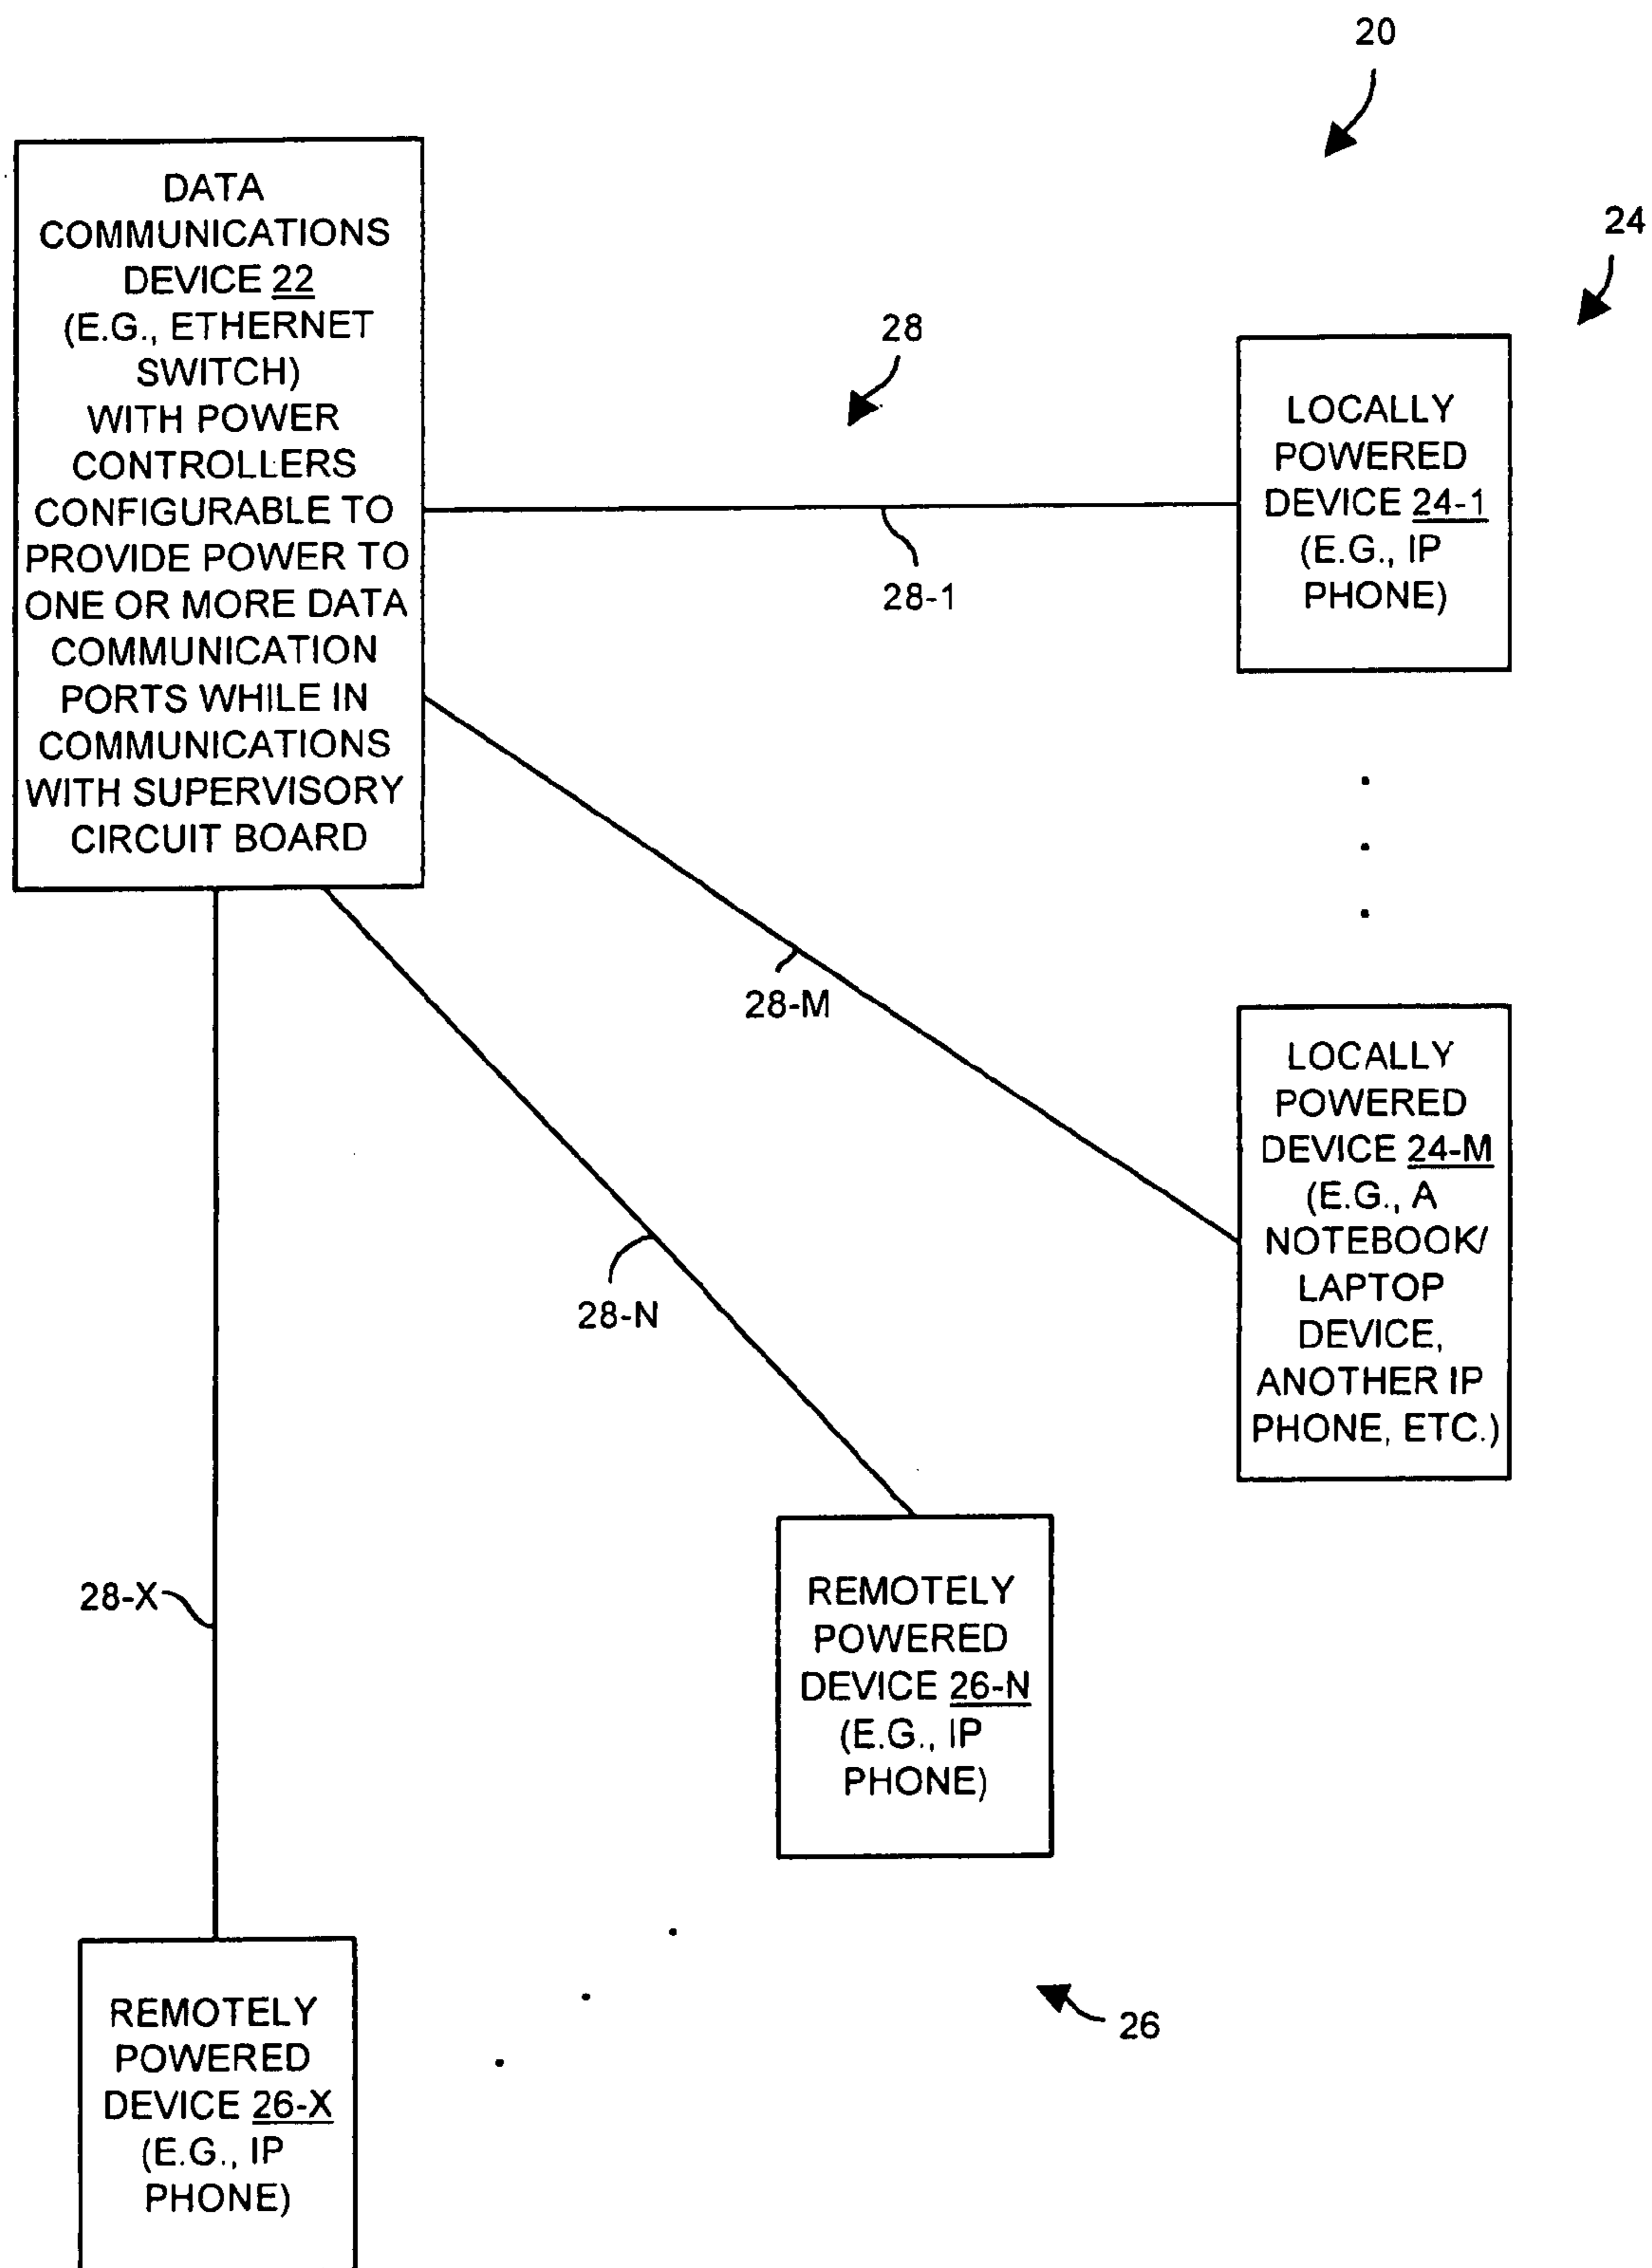 20
24
DATA
COMMUNICATIONS
DEVICE 22
(E.G., ETHERNET
SWITCH)
WITH POWER
CONTROLLERS
CONFIGURABLE TO
PROVIDE POWER TO
ONE OR MORE DATA
COMMUNICATION
PORTS WHILE IN
COMMUNICATIONS
WITH SUPERVISORY
CIRCUIT BOARD
28
28-1
LOCALLY
POWERED
DEVICE 24-1
(E.G., IP
PHONE)
28-M
LOCALLY
POWERED
DEVICE 24-M
(E.G., A
NOTEBOOK/
LAPTOP
DEVICE,
ANOTHER IP
PHONE, ETC.)
28-N
REMOTELY
POWERED
DEVICE 26-N
(E.G., IP
PHONE)
28-X
REMOTELY
POWERED
DEVICE 26-X
(E.G., IP
PHONE)
26